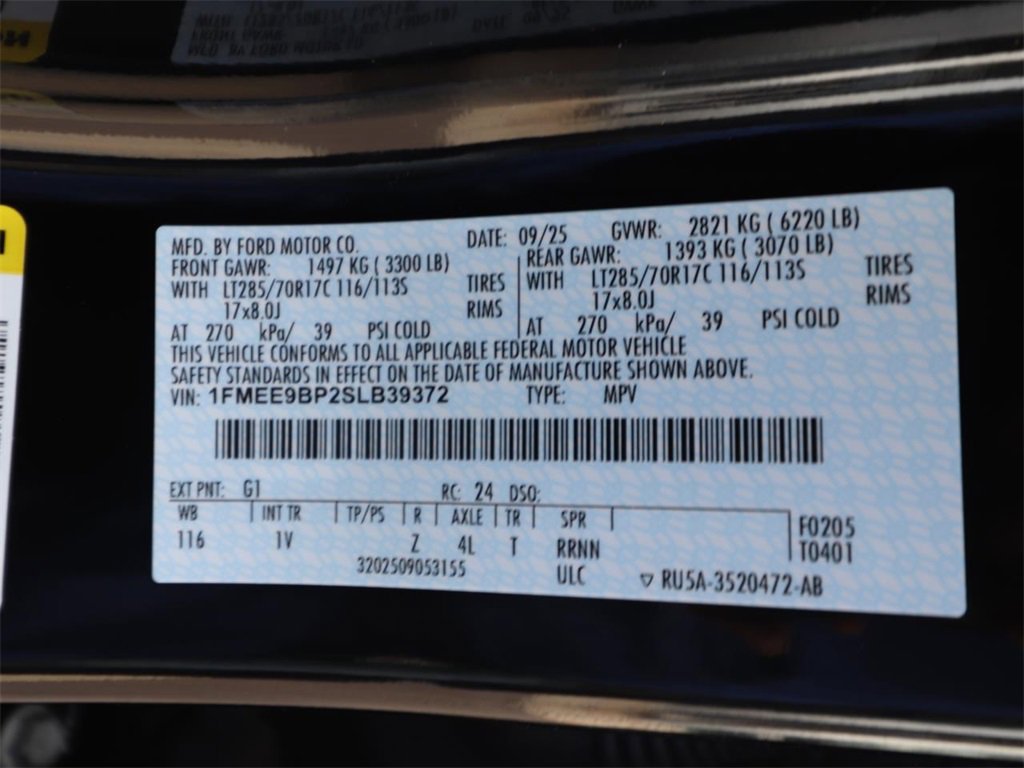 MFD. BY FORD MOTOR CO. DATE: 09/25 GVWR: 2821 KG ( 6220 LB)
FRONT GAWR: 1497 KG ( 3300 LB) REAR GAWR: 1393 KG ( 3070 LB)
WITH LT285/70R17C 116/113S TIRES WITH LT285/70R17C 116/113S TIRES
17x8.0J RIMS 17x8.0J RIMS
AT 270 kPa/ 39 PSI COLD AT 270 kPa/ 39 PSI COLD
THIS VEHICLE CONFORMS TO ALL APPLICABLE FEDERAL MOTOR VEHICLE
SAFETY STANDARDS IN EFFECT ON THE DATE OF MANUFACTURE SHOWN ABOVE.
VIN: 1FMEE9BP2SLB39372 TYPE: MPV
EXT PNT: G1 RC: 24 DSO:
WB INT TR TP/PS R AXLE TR SPR F0205
116 1V Z 4L T RRNN T0401
3202509053155 ULC ▽ RU5A-3520472-AB